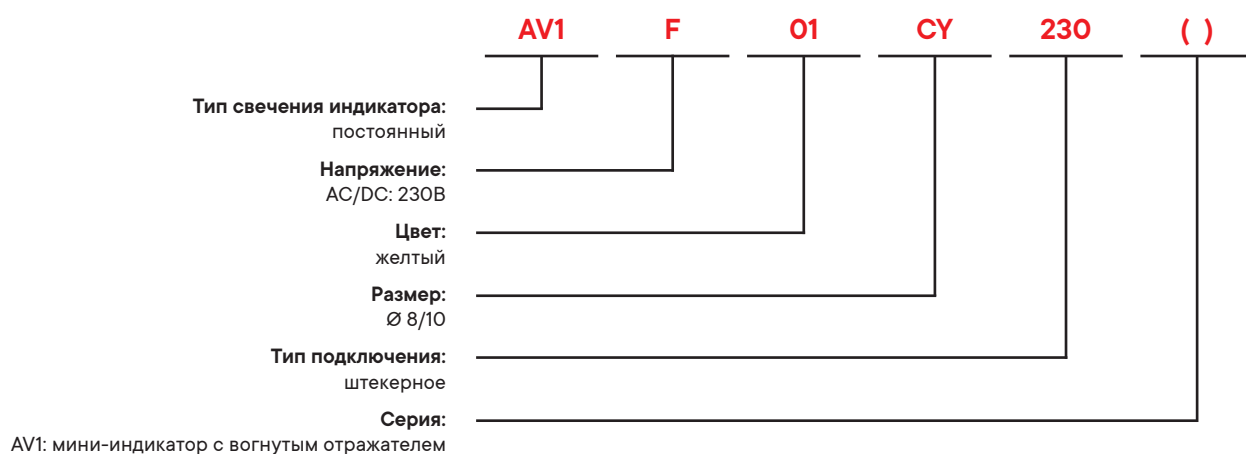 AV1 F 01 CY 230 ( )
Тип свечения индикатора:
постоянный
Напряжение:
AC/DC: 230В
Цвет:
желтый
Размер:
Ø 8/10
Тип подключения:
штекерное
Серия:
AV1: мини-индикатор с вогнутым отражателем